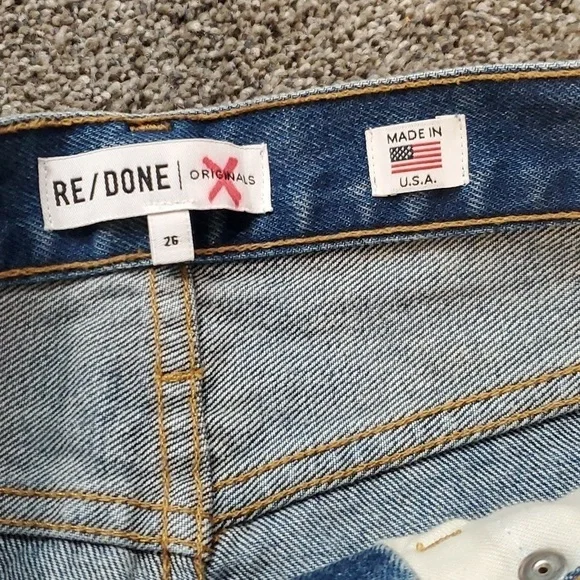 RE/DONE | ORIGINALS
26
MADE IN
U.S.A.